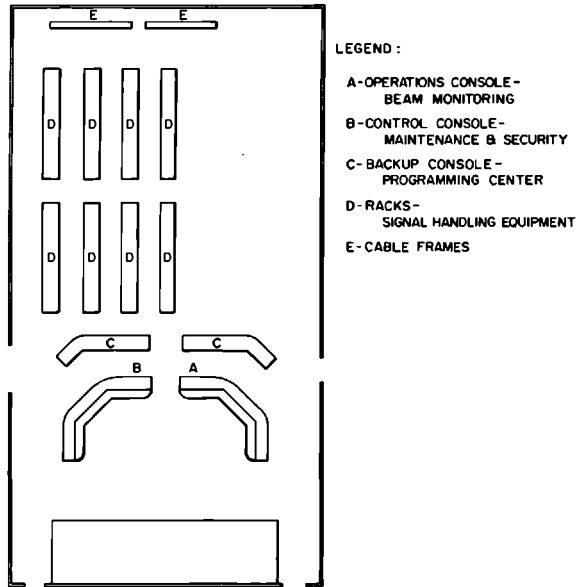 E E
LEGEND :
A-OPERATIONS CONSOLE-
BEAM MONITORING
B-CONTROL CONSOLE-
MAINTENANCE & SECURITY
C-BACKUP CONSOLE-
PROGRAMMING CENTER
D-RACKS-
SIGNAL HANDLING EQUIPMENT
E-CABLE FRAMES
D D D D
D D D D
C C
B A